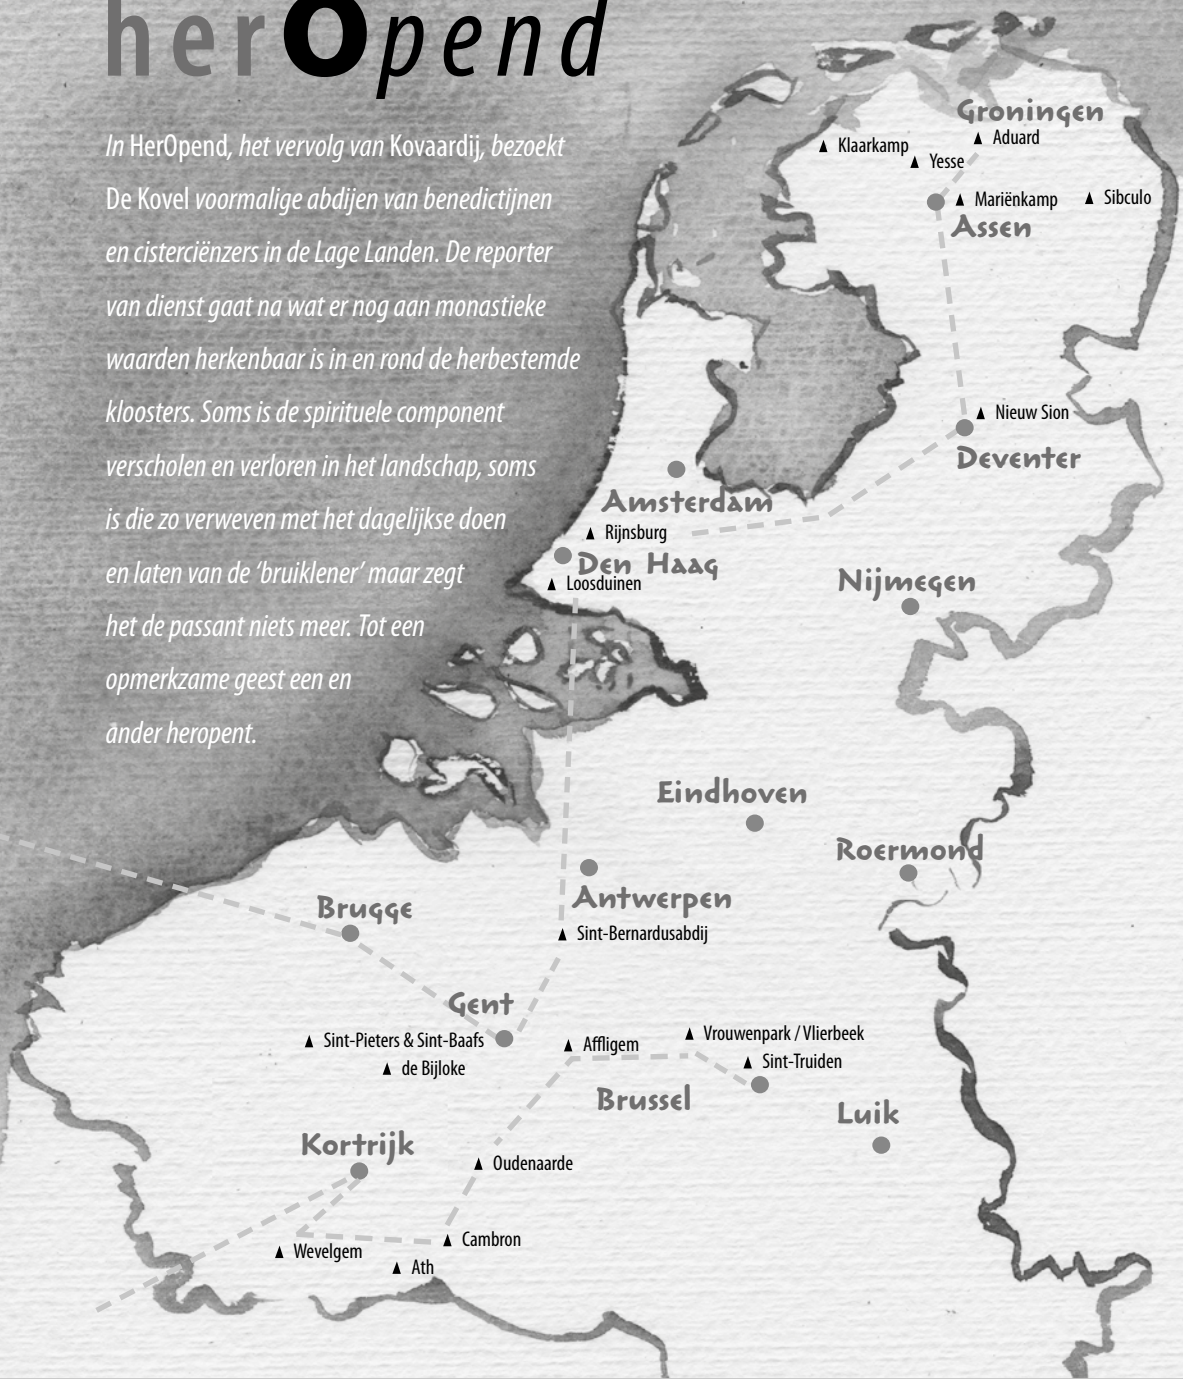 herOpend
In HerOpend, het vervolg van Kovaardij, bezoekt
De Kovel voormalige abdijen van benedictijnen
en cisterciënzers in de Lage Landen. De reporter
van dienst gaat na wat er nog aan monastieke
waarden herkenbaar is in en rond de herbestemde
kloosters. Soms is de spirituele component
verscholen en verloren in het landschap, soms
is die zo verweven met het dagelijkse doen
en laten van de ‘bruiklener’ maar zegt
het de passant niets meer. Tot een
opmerkzame geest een en
ander heropent.
Groningen
Aduard
Klaarkamp
Yesse
Mariënkamp
Sibculo
Assen
Nieuw Sion
Deventer
Amsterdam
Rijnsburg
Den Haag
Loosduinen
Nijmegen
Eindhoven
Roermond
Antwerpen
Brugge
Sint-Bernardusabdij
Gent
Sint-Pieters & Sint-Baafs
de Bijloke
Affligem
Vrouwenpark / Vlierbeek
Sint-Truiden
Brussel
Luik
Kortrijk
Oudenaarde
Cambron
Wevelgem
Ath